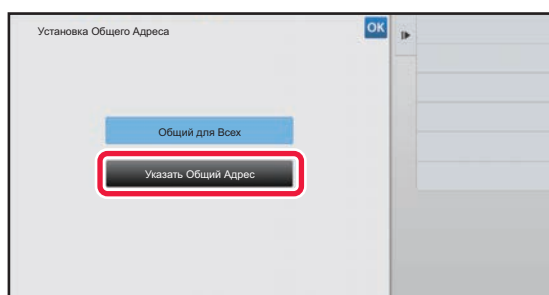 Установка Общего Адреса
OK
Общий для Всех
Указать Общий Адрес